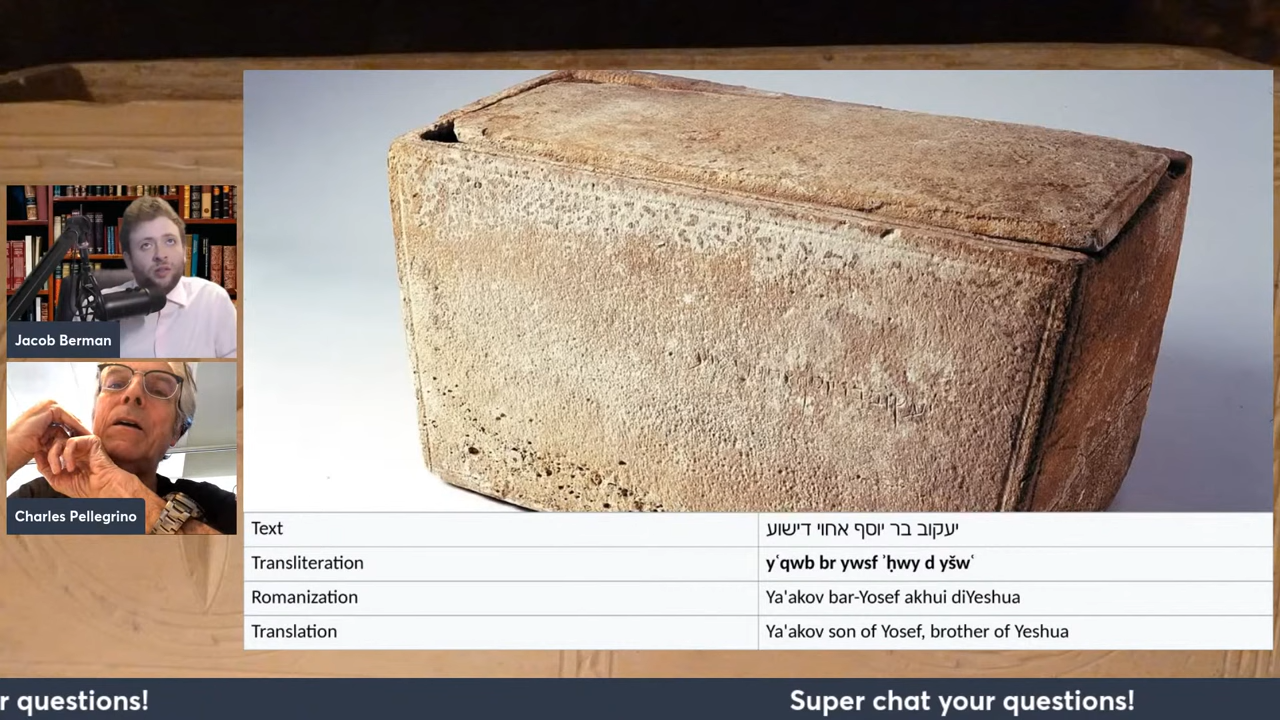 Jacob Berman
Charles Pellegrino
Text יעקוב בר יוסף אחוי דישוע
Transliteration yʿqwb br ywsf ʾḥwy d yšwʿ
Romanization Ya'akov bar-Yosef akhui diYeshua
Translation Ya'akov son of Yosef, brother of Yeshua
r questions! Super chat your questions!